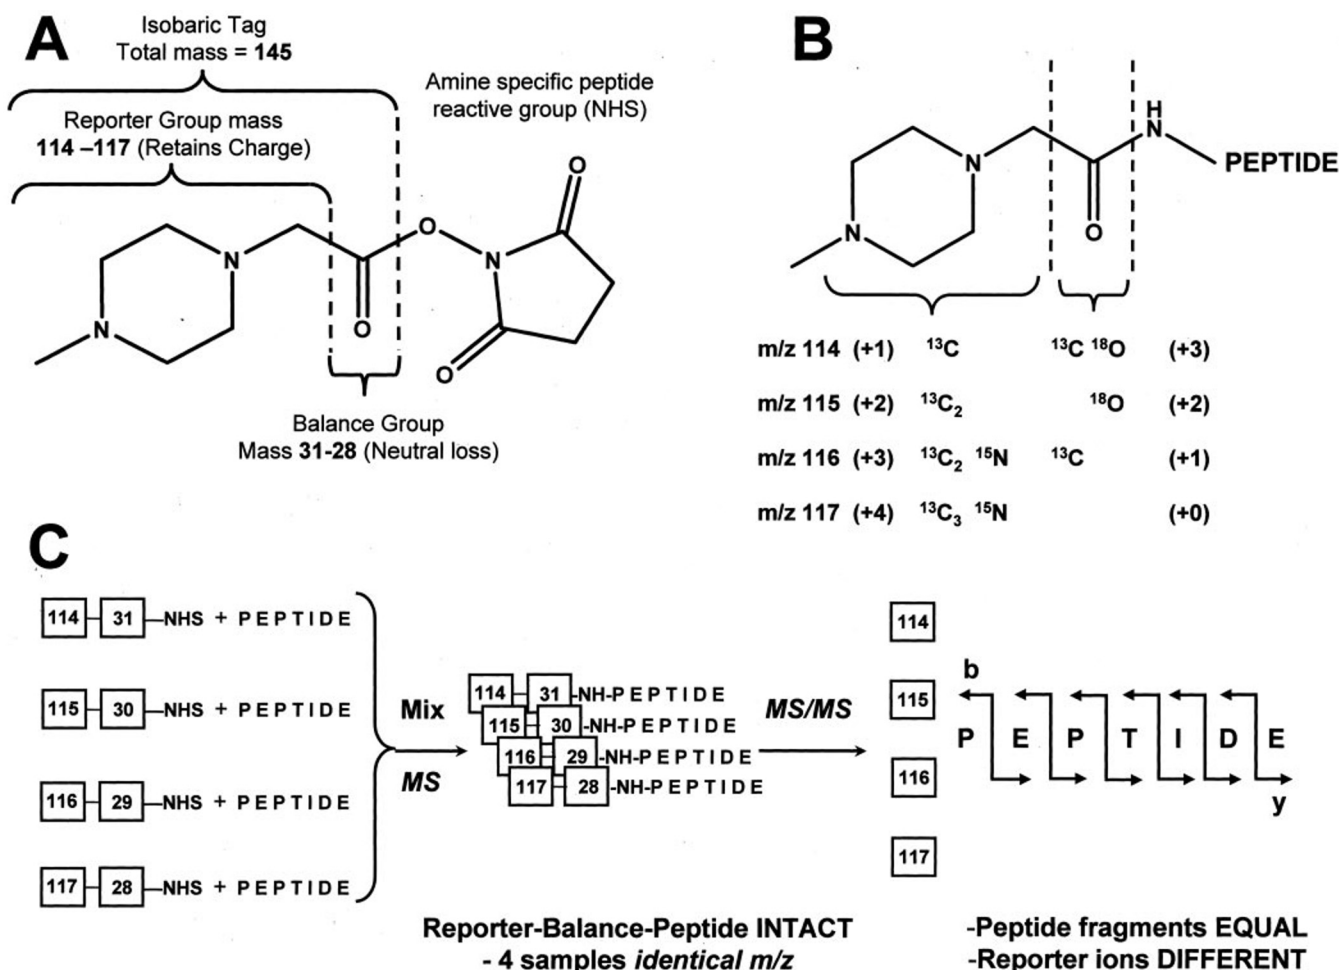 A
Isobaric Tag
Total mass = 145
Reporter Group mass
114 –117 (Retains Charge)
Amine specific peptide
reactive group (NHS)
N
N
O
O
N
O
O
Balance Group
Mass 31-28 (Neutral loss)
B
N
N
O
H
N
PEPTIDE
m/z 114 (+1) ¹³C ¹³C ¹⁸O (+3)
m/z 115 (+2) ¹³C₂ ¹⁸O (+2)
m/z 116 (+3) ¹³C₂ ¹⁵N ¹³C (+1)
m/z 117 (+4) ¹³C₃ ¹⁵N (+0)
C
114 31 NHS + PEPTIDE
115 30 NHS + PEPTIDE
116 29 NHS + PEPTIDE
117 28 NHS + PEPTIDE
Mix
MS
114 31 -NH-PEPTIDE
115 30 -NH-PEPTIDE
116 29 -NH-PEPTIDE
117 28 -NH-PEPTIDE
MS/MS
114
115
116
117
b
P E P T I D E
y
Reporter-Balance-Peptide INTACT
- 4 samples identical m/z
-Peptide fragments EQUAL
-Reporter ions DIFFERENT